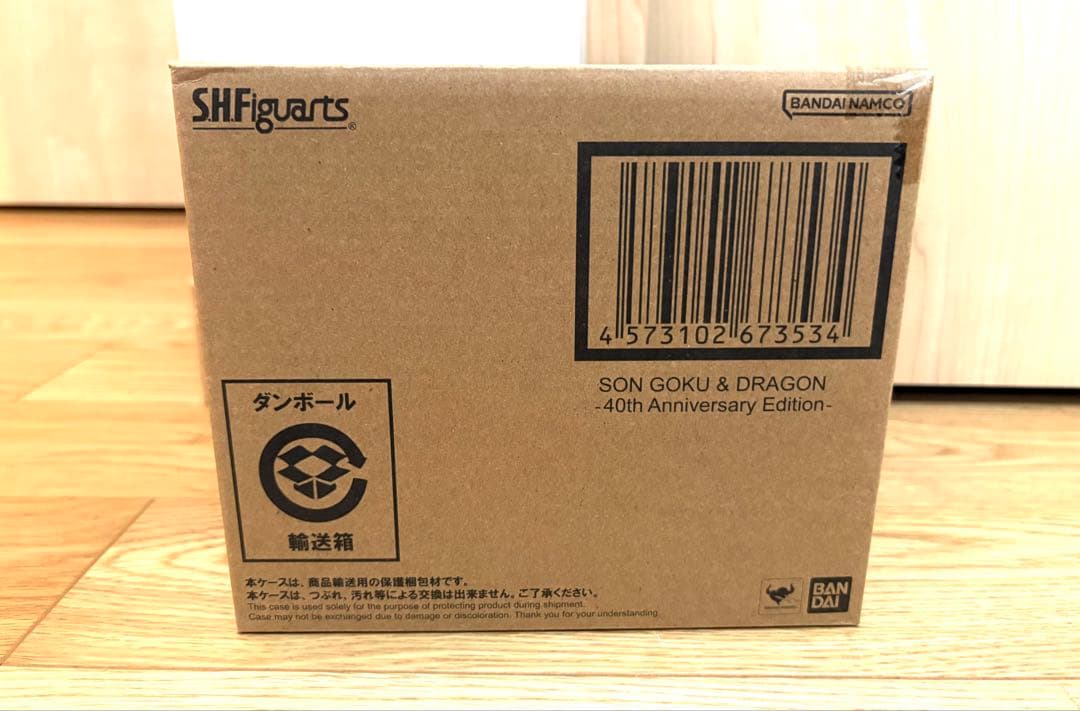 S.H.Figuarts®
BANDAI NAMCO
4 573102 673534
SON GOKU & DRAGON
-40th Anniversary Edition-
ダンボール
輸送箱
本ケースは、商品輸送用の保護梱包材です。
本ケースは、つぶれ、汚れ等による交換は出来ません。ご了承ください。
This case is used solely for the purpose of protecting product during shipment.
Case may not be exchanged due to damage or discoloration. Thank you for your understanding.
BAN
DAI